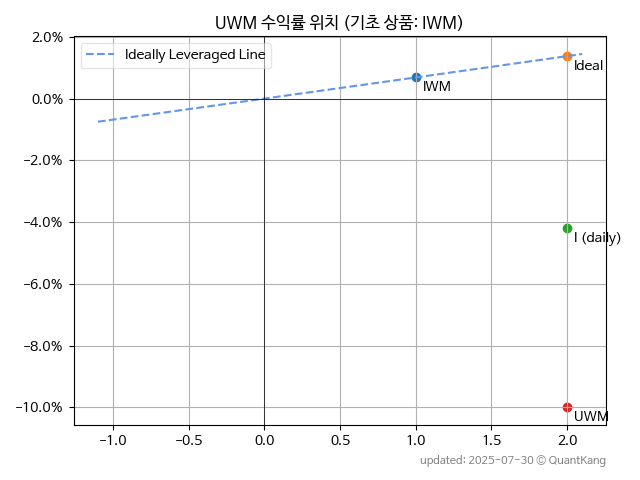 UWM 수익률 위치 (기초 상품: IWM)
2.0%
0.0%
−2.0%
−4.0%
−6.0%
−8.0%
−10.0%
Ideally Leveraged Line
Ideal
IWM
I (daily)
UWM
−1.0 −0.5 0.0 0.5 1.0 1.5 2.0
updated: 2025-07-30 © QuantKang